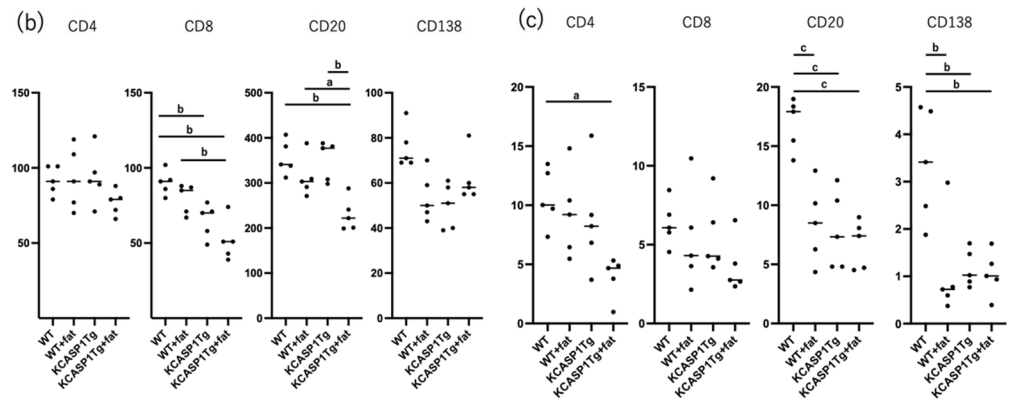 (b)
CD4
CD8
CD20
CD138
150
100
50
WT
WT+fat
KCASP1Tg
KCASP1Tg+fat
150
100
50
b
b
b
WT
WT+fat
KCASP1Tg
KCASP1Tg+fat
500
400
300
200
100
0
b
a
b
WT
WT+fat
KCASP1Tg
KCASP1Tg+fat
100
80
60
40
20
0
WT
WT+fat
KCASP1Tg
KCASP1Tg+fat
(c)
CD4
CD8
CD20
CD138
20
15
10
5
0
a
WT
WT+fat
KCASP1Tg
KCASP1Tg+fat
15
10
5
0
WT
WT+fat
KCASP1Tg
KCASP1Tg+fat
20
15
10
5
0
c
c
c
WT
WT+fat
KCASP1Tg
KCASP1Tg+fat
5
4
3
2
1
0
b
b
b
WT
WT+fat
KCASP1Tg
KCASP1Tg+fat